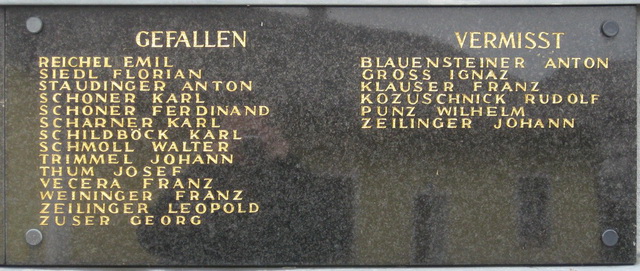 GEFALLEN
REICHEL EMIL
SIEDL FLORIAN
STAUDINGER ANTON
SCHONER KARL
SCHONER FERDINAND
SCHARNER KARL
SCHILDBÖCK KARL
SCHMOLL WALTER
TRIMMEL JOHANN
THUM JOSEF
VECERA FRANZ
WEININGER FRANZ
ZEILINGER LEOPOLD
ZUSER GEORG
VERMISST
BLAUENSTEINER ANTON
GROSS IGNAZ
KLAUSER FRANZ
KOZUSCHNICK RUDOLF
PUNZ WILHELM
ZEILINGER JOHANN